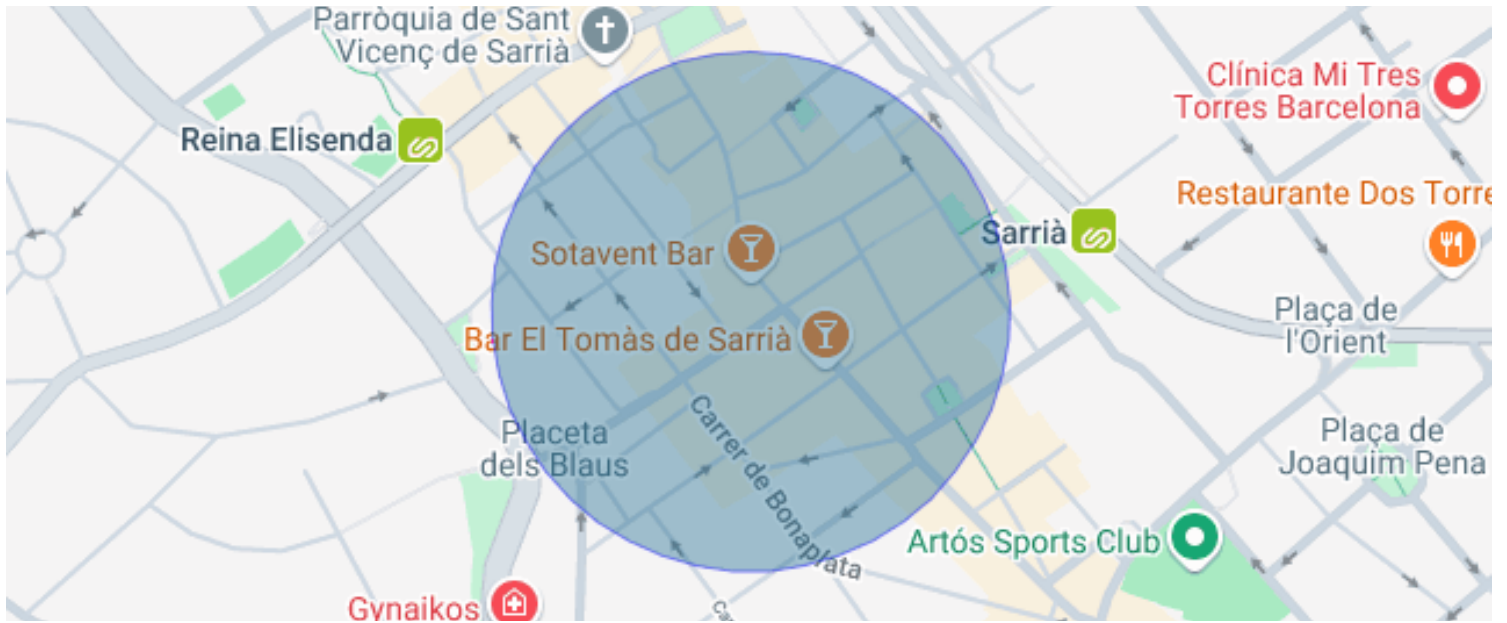 Parròquia de Sant
Vicenç de Sarrià
Clínica Mi Tres
Torres Barcelona
Reina Elisenda
Restaurante Dos Torre
Sarrià
Sotavent Bar
Plaça de
l'Orient
Bar El Tomàs de Sarrià
Carrer de Bonaplata
Placeta
dels Blaus
Plaça de
Joaquim Pena
Artós Sports Club
Gynaikos